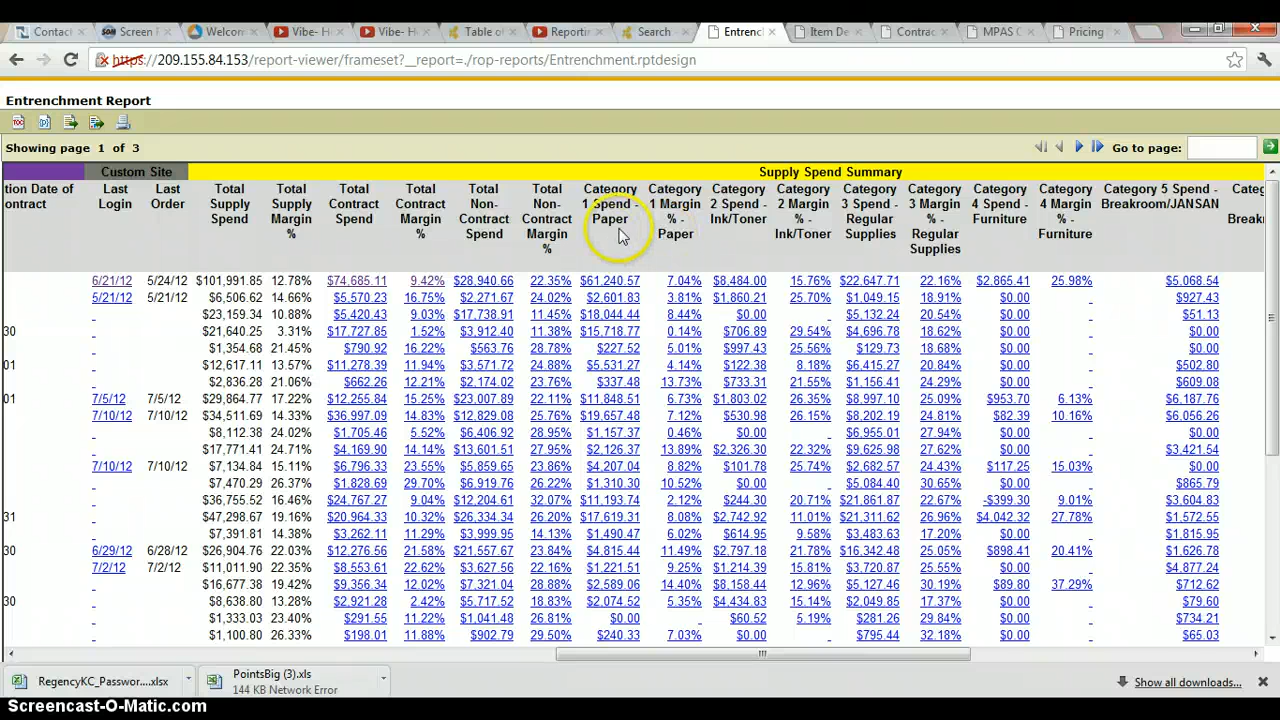 Contact
Screen
Welcom
Vibe- H
Vibe- H
Table o
Reporti
Search -
Entrencl
Item De
Contrac
MPAS C
Pricing
https://209.155.84.153/report-viewer/frameset?__report=./rop-reports/Entrenchment.rptdesign
Entrenchment Report
Showing page 1 of 3
Go to page:
Custom Site Supply Spend Summary
tion Date of ontract
Last Login
Last Order
Total Supply Spend
Total Supply Margin %
Total Contract Spend
Total Contract Margin %
Total Non-Contract Spend
Total Non-Contract Margin %
Category 1 Spend - Paper
Category 1 Margin % - Paper
Category 2 Spend - Ink/Toner
Category 2 Margin % - Ink/Toner
Category 3 Spend - Regular Supplies
Category 3 Margin % - Regular Supplies
Category 4 Spend - Furniture
Category 4 Margin % - Furniture
Category 5 Spend - Breakroom/JANSAN
6/21/12 5/24/12 $101,991.85 12.78% $74,685.11 9.42% $28,940.66 22.35% $61,240.57 7.04% $8,484.00 15.76% $22,647.71 22.16% $2,865.41 25.98% $5,068.54
5/21/12 5/21/12 $6,506.62 14.66% $5,570.23 16.75% $2,271.67 24.02% $2,601.83 3.81% $1,860.21 25.70% $1,049.15 18.91% $0.00 $927.43
$23,159.34 10.88% $5,420.43 9.03% $17,738.91 11.45% $18,044.44 8.44% $0.00 $5,132.24 20.54% $0.00 $51.13
30 $21,640.25 3.31% $17,727.85 1.52% $3,912.40 11.38% $15,718.77 0.14% $706.89 29.54% $4,696.78 18.62% $0.00 $0.00
$1,354.68 21.45% $790.92 16.22% $563.76 28.78% $227.52 5.01% $997.43 25.56% $129.73 18.68% $0.00 $0.00
01 $12,617.11 13.57% $11,278.39 11.94% $3,571.72 24.88% $5,531.27 4.14% $122.38 8.18% $6,415.27 20.84% $0.00 $502.80
$2,836.28 21.06% $662.26 12.21% $2,174.02 23.76% $337.48 13.73% $733.31 21.55% $1,156.41 24.29% $0.00 $609.08
01 7/5/12 7/5/12 $29,864.77 17.22% $12,255.84 15.25% $23,007.89 22.11% $11,848.51 6.73% $1,803.02 26.35% $8,997.10 25.09% $953.70 6.13% $6,187.76
7/10/12 7/10/12 $34,511.69 14.33% $36,997.09 14.83% $12,829.08 25.76% $19,657.48 7.12% $530.98 26.15% $8,202.19 24.81% $82.39 10.16% $6,056.26
$8,112.38 24.02% $1,705.46 5.52% $6,406.92 28.95% $1,157.37 0.46% $0.00 $6,955.01 27.94% $0.00 $0.00
$17,771.41 24.71% $4,169.90 14.14% $13,601.51 27.95% $2,126.37 13.89% $2,326.30 22.32% $9,625.98 27.62% $0.00 $3,421.54
7/10/12 7/10/12 $7,134.84 15.11% $6,796.33 23.55% $5,859.65 23.86% $4,207.04 8.82% $101.78 25.74% $2,682.57 24.43% $117.25 15.03% $0.00
$7,470.29 26.37% $1,828.69 29.70% $6,919.76 26.22% $1,310.30 10.52% $0.00 $5,084.40 30.65% $0.00 $865.79
$36,755.52 16.46% $24,767.27 9.04% $12,204.61 32.07% $11,193.74 2.12% $244.30 20.71% $21,861.87 22.67% -$399.30 9.01% $3,604.83
31 $47,298.67 19.16% $20,964.33 10.32% $26,334.34 26.20% $17,619.31 8.08% $2,742.92 11.01% $21,311.62 26.96% $4,042.32 27.78% $1,572.55
$7,391.81 14.38% $3,262.11 11.29% $3,999.95 14.13% $1,490.47 6.02% $614.95 9.58% $3,483.63 17.20% $0.00 $1,815.95
30 6/29/12 6/28/12 $26,904.76 22.03% $12,276.56 21.58% $21,557.67 23.84% $4,815.44 11.49% $2,797.18 21.78% $16,342.48 25.05% $898.41 20.41% $1,626.78
7/2/12 7/2/12 $11,011.90 22.35% $8,553.61 22.62% $3,627.56 22.16% $1,221.51 9.25% $1,214.39 15.81% $3,720.87 25.55% $0.00 $4,877.24
$16,677.38 19.42% $9,356.34 12.02% $7,321.04 28.88% $2,589.06 14.40% $8,158.44 12.96% $5,127.46 30.19% $89.80 37.29% $712.62
30 $8,638.80 13.28% $2,921.28 2.42% $5,717.52 18.83% $2,074.52 5.35% $4,434.83 15.14% $2,049.85 17.37% $0.00 $79.60
$1,333.03 23.40% $291.55 11.22% $1,041.48 26.81% $0.00 $60.52 5.19% $281.26 29.84% $0.00 $734.21
$1,100.80 26.33% $198.01 11.88% $902.79 29.50% $240.33 7.03% $0.00 $795.44 32.18% $0.00 $65.03
RegencyKC_Passwor....xlsx
PointsBig (3).xls
144 KB Network Error
Show all downloads...
Screencast-O-Matic.com